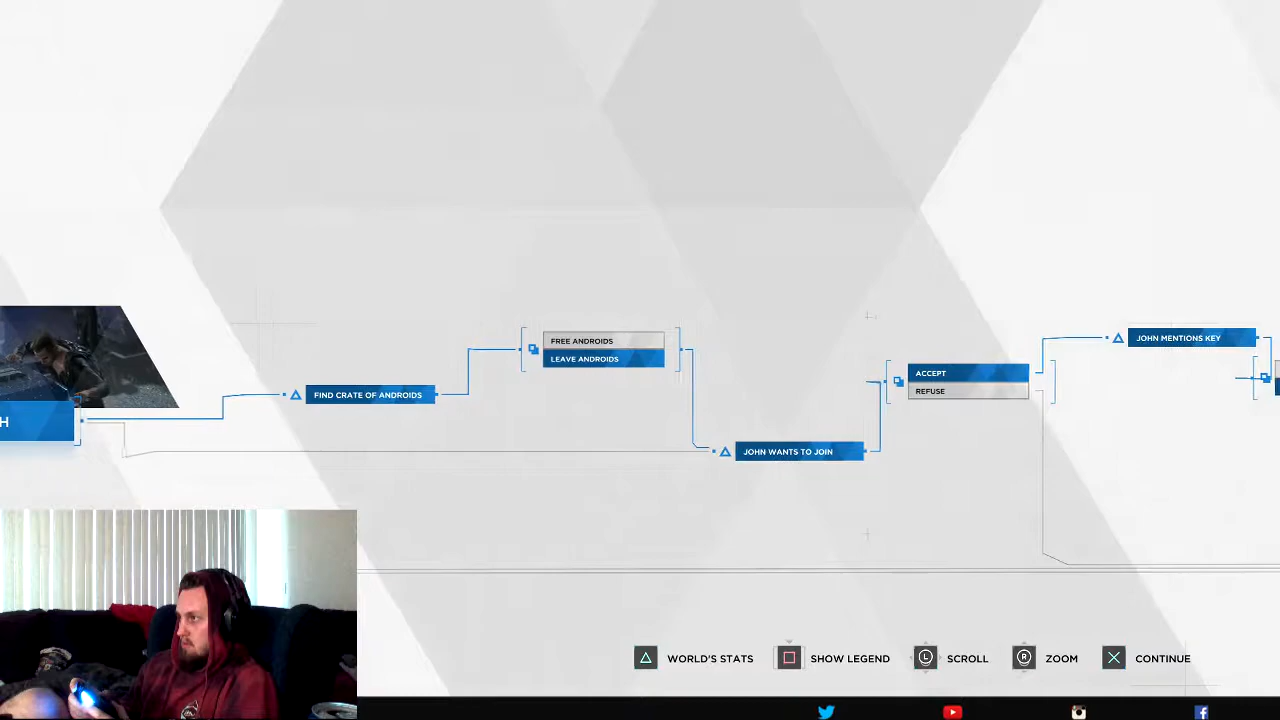 H
FIND CRATE OF ANDROIDS
FREE ANDROIDS
LEAVE ANDROIDS
JOHN WANTS TO JOIN
ACCEPT
REFUSE
JOHN MENTIONS KEY
WORLD'S STATS
SHOW LEGEND
L
SCROLL
R
ZOOM
CONTINUE